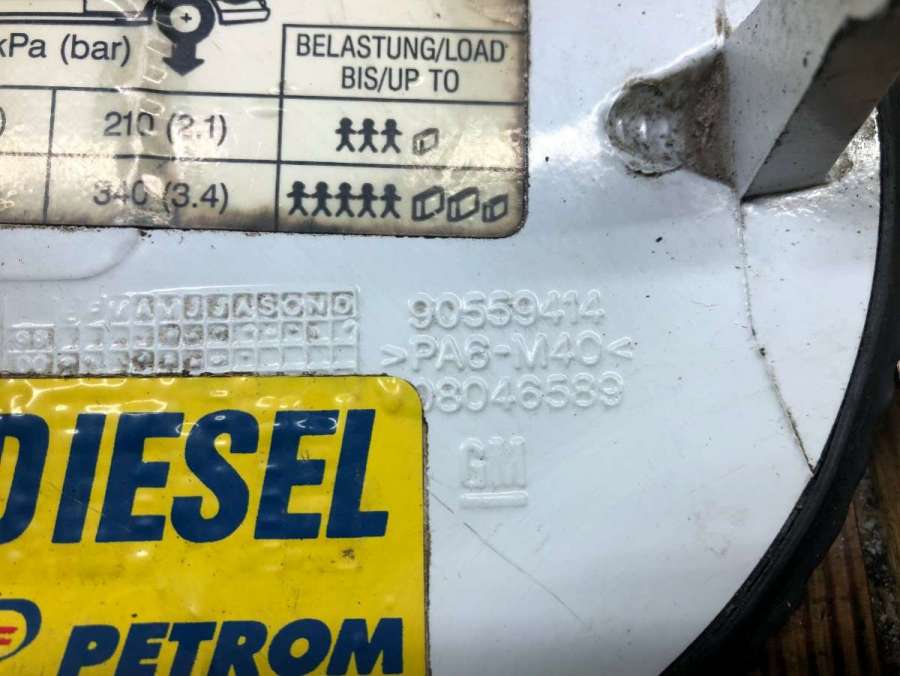 kPa (bar)
BELASTUNG/LOAD
BIS/UP TO
210 (2.1)
340 (3.4)
90559414
>PA6-M40<
98046589
GM
DIESEL
PETROM